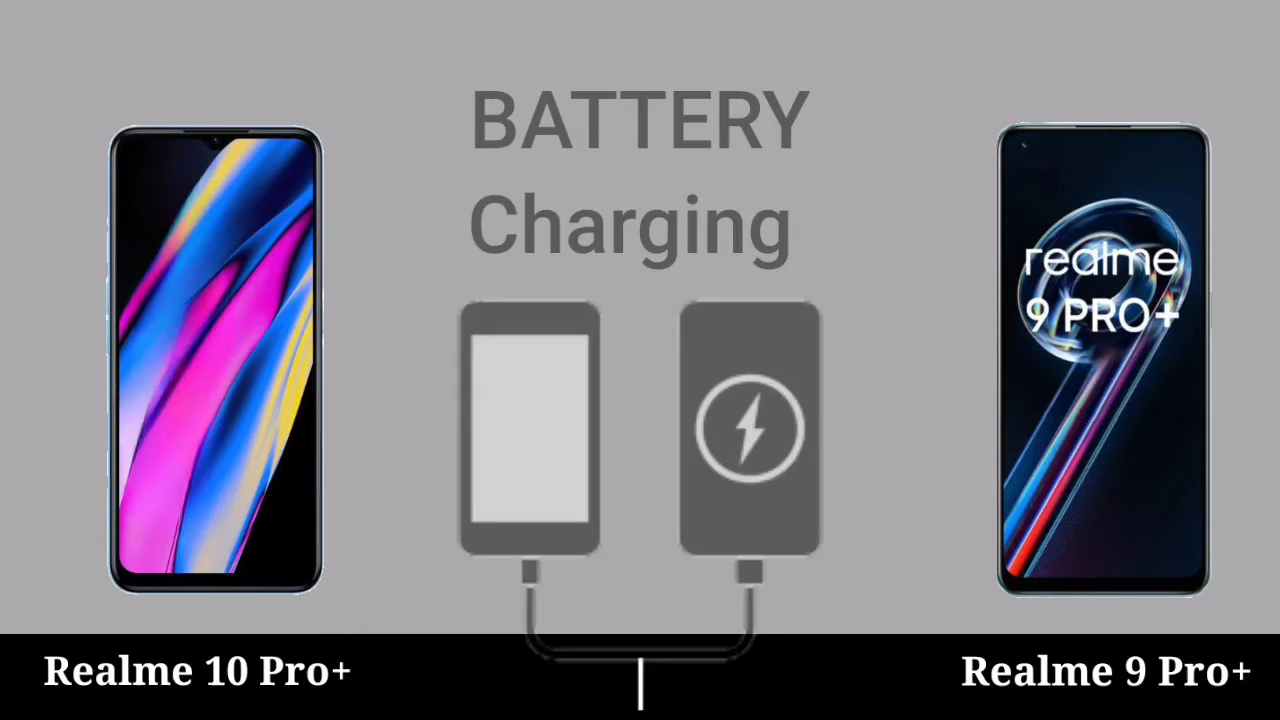 BATTERY
Charging
realme
9 PRO+
Realme 10 Pro+
Realme 9 Pro+